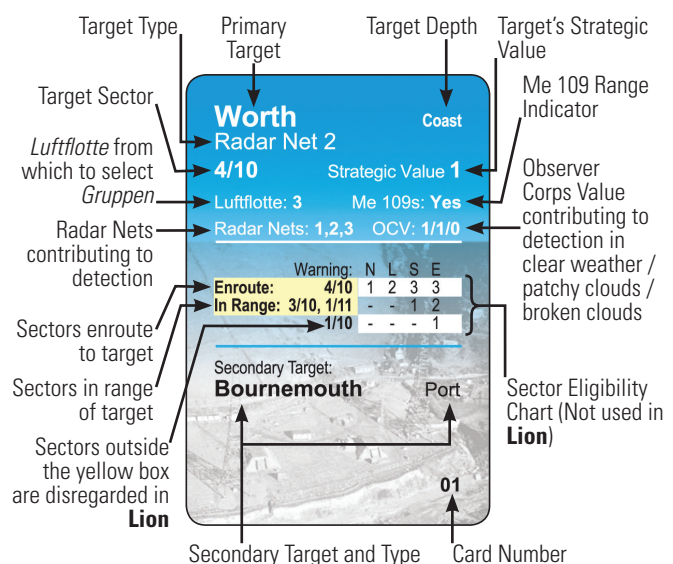 Target Type
Primary
Target
Target Depth
Target's Strategic
Value
Target Sector
Me 109 Range
Indicator
Luftflotte from
which to select
Gruppen
Radar Nets
contributing to
detection
Observer
Corps Value
contributing to
detection in
clear weather /
patchy clouds /
broken clouds
Worth
Coast
Radar Net 2
4/10
Strategic Value 1
Luftflotte: 3
Me 109s: Yes
Radar Nets: 1,2,3
OCV: 1/1/0
Warning: N L S E
Enroute: 4/10 1 2 3 3
In Range: 3/10, 1/11 - - 1 2
1/10 - - - 1
Sectors enroute
to target
Sectors in range
of target
Sectors outside
the yellow box
are disregarded in
Lion
Secondary Target:
Bournemouth
Port
Sector Eligibility
Chart (Not used in
Lion)
01
Secondary Target and Type
Card Number